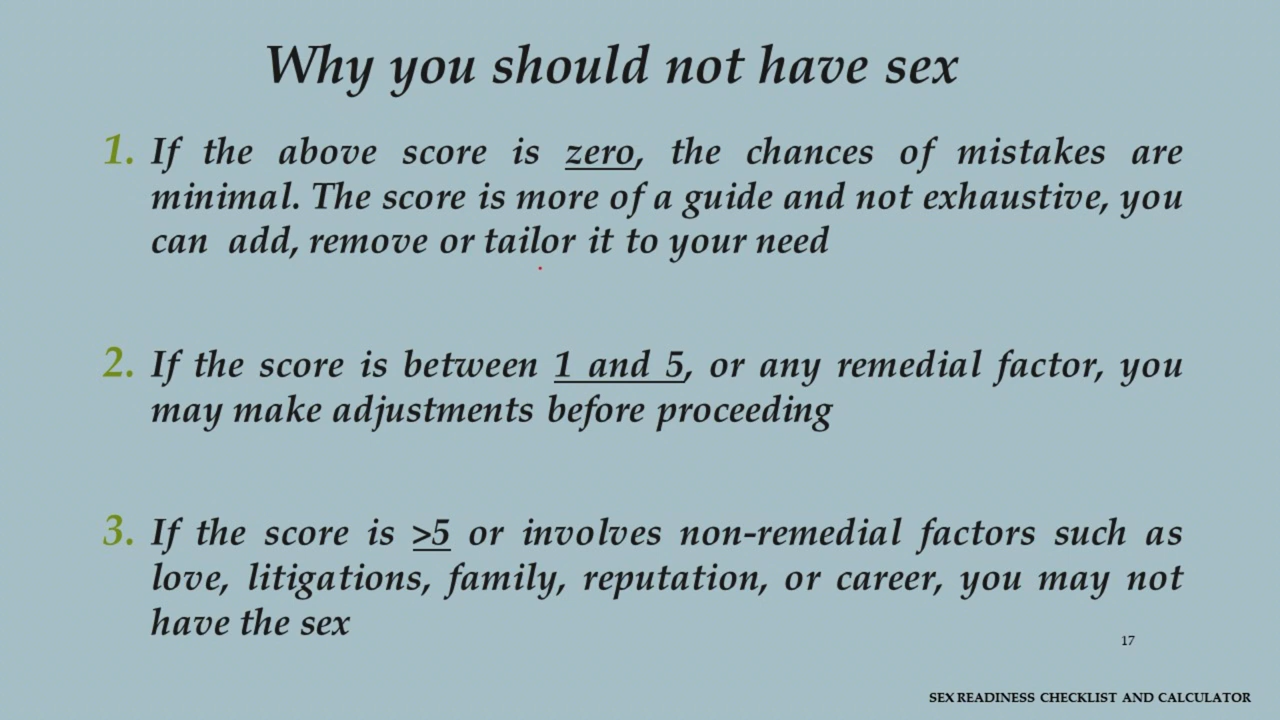 Why you should not have sex
1. If the above score is zero, the chances of mistakes are
minimal. The score is more of a guide and not exhaustive, you
can add, remove or tailor it to your need
2. If the score is between 1 and 5, or any remedial factor, you
may make adjustments before proceeding
3. If the score is >5 or involves non-remedial factors such as
love, litigations, family, reputation, or career, you may not
have the sex
17
SEX READINESS CHECKLIST AND CALCULATOR